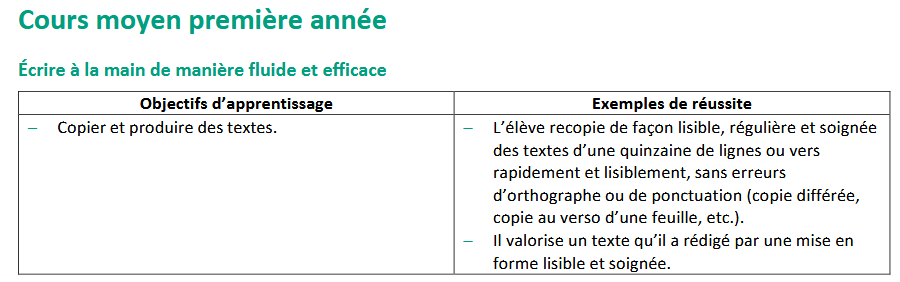 Cours moyen première année
Écrire à la main de manière fluide et efficace
Objectifs d’apprentissage
Exemples de réussite
– Copier et produire des textes.
– L’élève recopie de façon lisible, régulière et soignée
des textes d’une quinzaine de lignes ou vers
rapidement et lisiblement, sans erreurs
d’orthographe ou de ponctuation (copie différée,
copie au verso d’une feuille, etc.).
– Il valorise un texte qu’il a rédigé par une mise en
forme lisible et soignée.